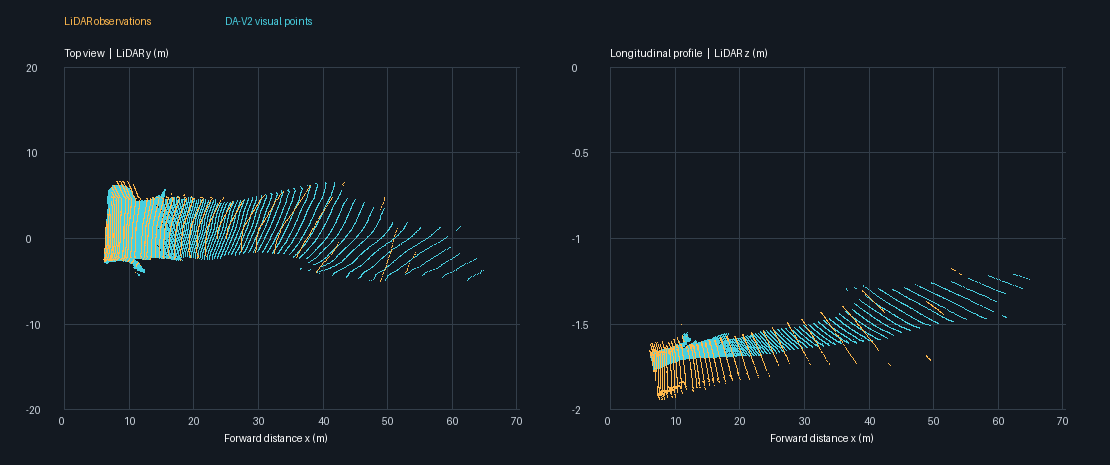 LiDAR observations DA-V2 visual points
Top view | LiDAR y (m) Longitudinal profile | LiDAR z (m)
20 0
10 -0.5
0 -1
-10 -1.5
-20 -2
0 10 20 30 40 50 60 70 0 10 20 30 40 50 60 70
Forward distance x (m) Forward distance x (m)